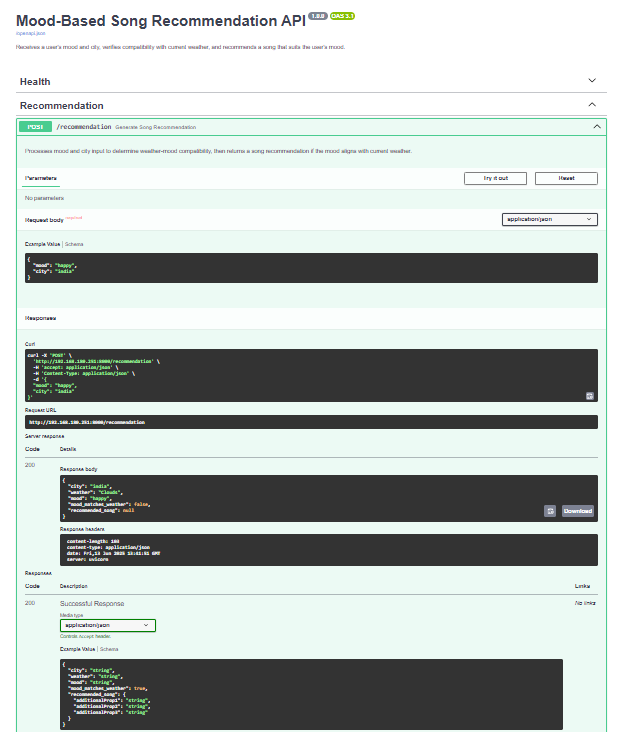 Mood-Based Song Recommendation API 1.0.0 OAS 3.1
/openapi.json
Receives a user's mood and city, verifies compatibility with current weather, and recommends a song that suits the user's mood.
Health
Recommendation
POST /recommendation Generate Song Recommendation
Processes mood and city input to determine weather-mood compatibility, then returns a song recommendation if the mood aligns with current weather.
Parameters Try it out Reset
No parameters
Request body required application/json
Example Value | Schema
{
"mood": "happy",
"city": "india"
}
Responses
Curl
curl -X 'POST' \
'http://192.168.100.251:8000/recommendation' \
-H 'accept: application/json' \
-H 'Content-Type: application/json' \
-d '{
"mood": "happy",
"city": "india"
}'
Request URL
http://192.168.100.251:8000/recommendation
Server response
Code Details
200
Response body
{
"city": "india",
"weather": "Clouds",
"mood": "happy",
"mood_matches_weather": false,
"recommended_song": null
}
Download
Response headers
content-length: 103
content-type: application/json
date: Fri,13 Jun 2025 13:41:51 GMT
server: uvicorn
Responses
Code Description Links
200 Successful Response No links
Media type
application/json
Controls Accept header.
Example Value | Schema
{
"city": "string",
"weather": "string",
"mood": "string",
"mood_matches_weather": true,
"recommended_song": {
"additionalProp1": "string",
"additionalProp2": "string",
"additionalProp3": "string"
}
}